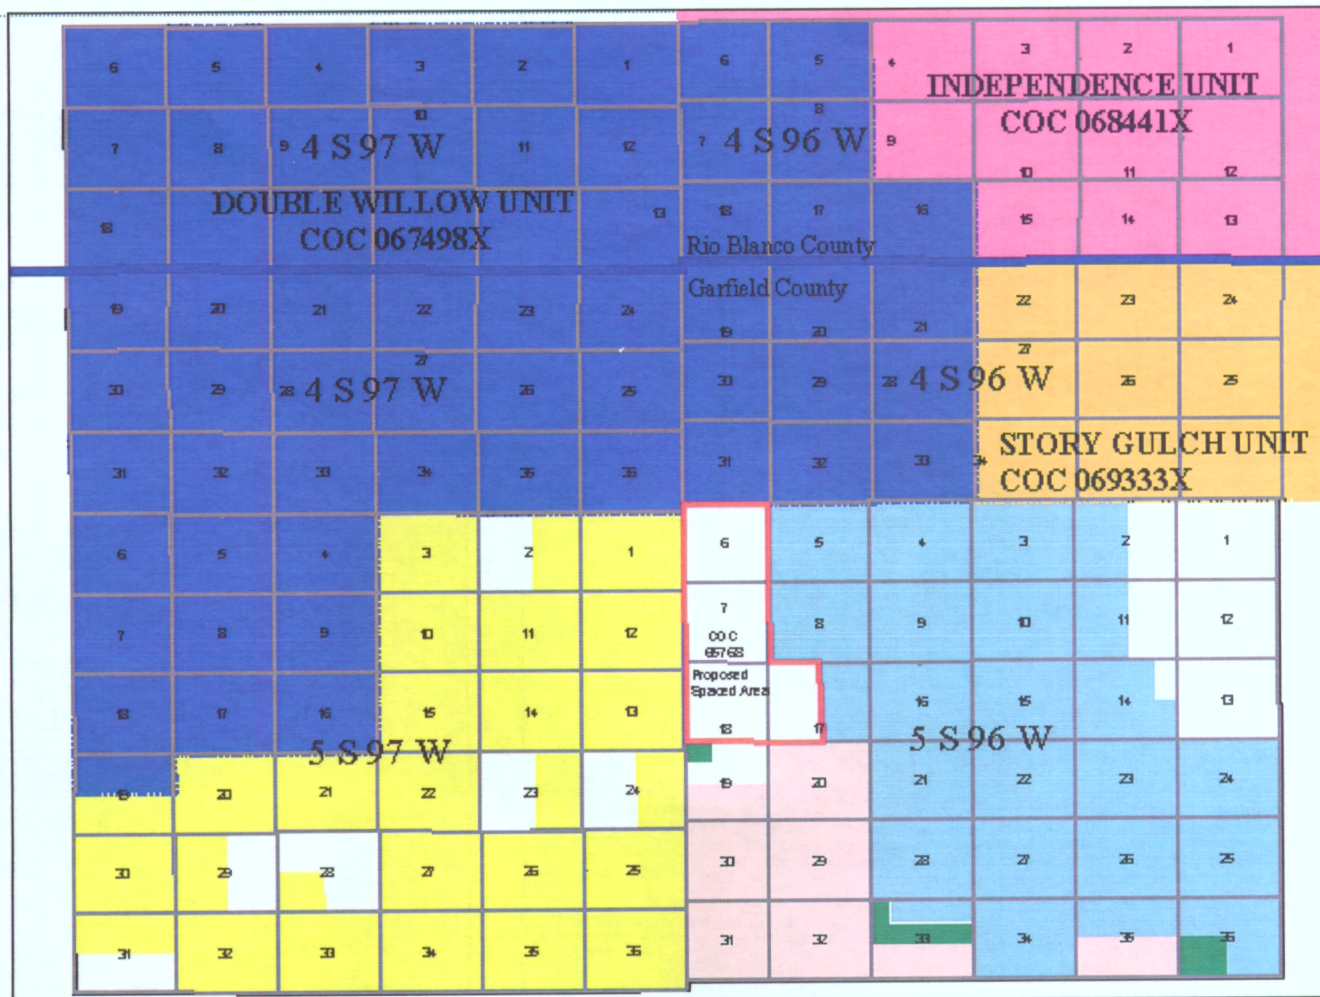 6 5 4 3 2 1 6 5 4 3 2 1
INDEPENDENCE UNIT
COC 068441X
7 8 9 10 11 12 7 8 9 10 11 12
4 S 97 W 4 S 96 W
DOUBLE WILLOW UNIT
COC 067498X
18 13 18 17 16 15 14 13
Rio Blanco County
Garfield County
19 20 21 22 23 24 19 20 21 22 23 24
30 29 28 27 26 25 30 29 28 27 26 25
4 S 97 W 4 S 96 W
31 32 33 34 35 36 31 32 33 34
STORY GULCH UNIT
COC 069333X
6 5 4 3 2 1 6 5 4 3 2 1
7 8 9 10 11 12 7 8 9 10 11 12
COC
65768
Proposed
Spaced Area
18 17 16 15 14 13 18 17 16 15 14 13
5 S 97 W 5 S 96 W
19 20 21 22 23 24 19 20 21 22 23 24
30 29 28 27 26 25 30 29 28 27 26 25
31 32 33 34 35 36 31 32 33 34 35 36